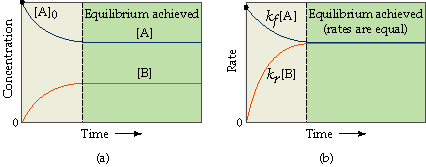 [A]0
Equilibrium achieved
[A]
[B]
Concentration
0
Time
(a)
kf[A]
Equilibrium achieved
(rates are equal)
kr[B]
Rate
0
Time
(b)